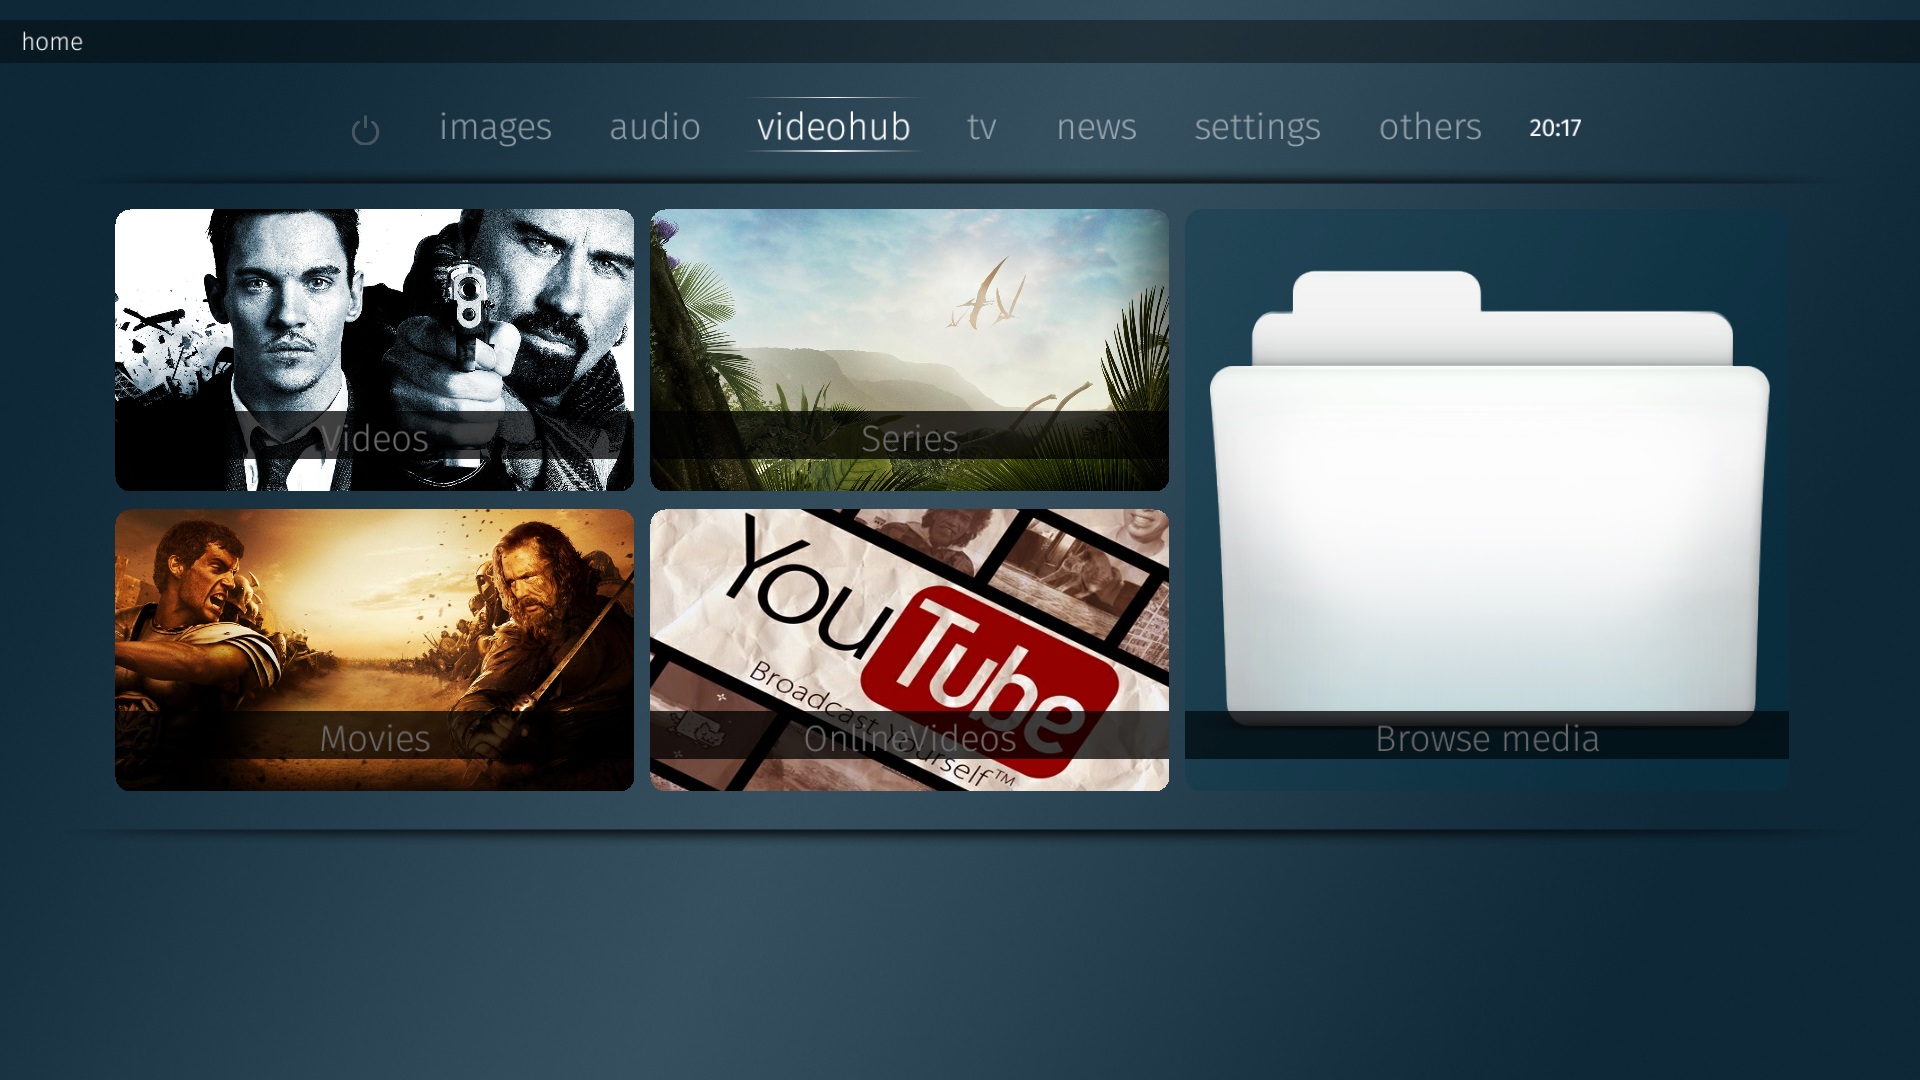 home
images audio videohub tv news settings others 20:17
Videos
Series
Movies
YouTube
Broadcast Yourself™
OnlineVideos
Browse media